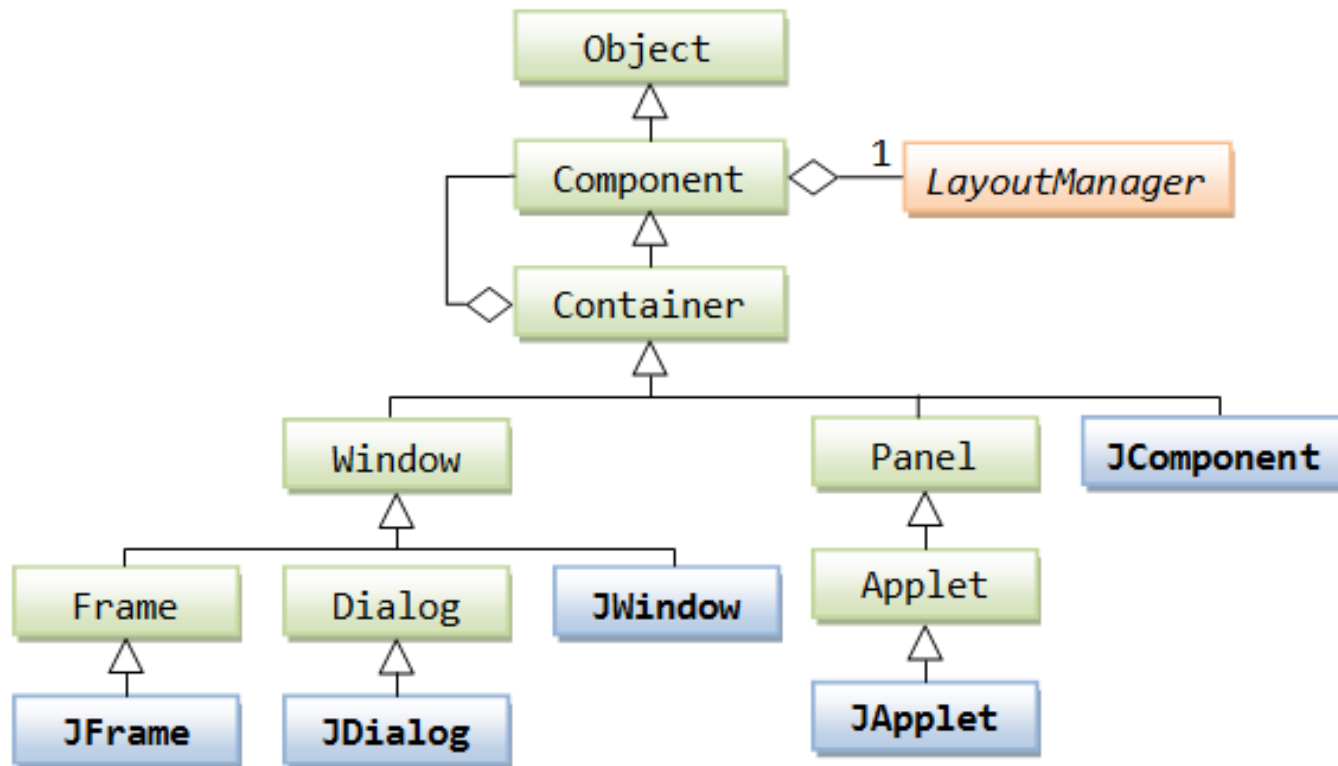 Object
Component
1
LayoutManager
Container
Window
Panel
JComponent
Frame
Dialog
JWindow
Applet
JFrame
JDialog
JApplet